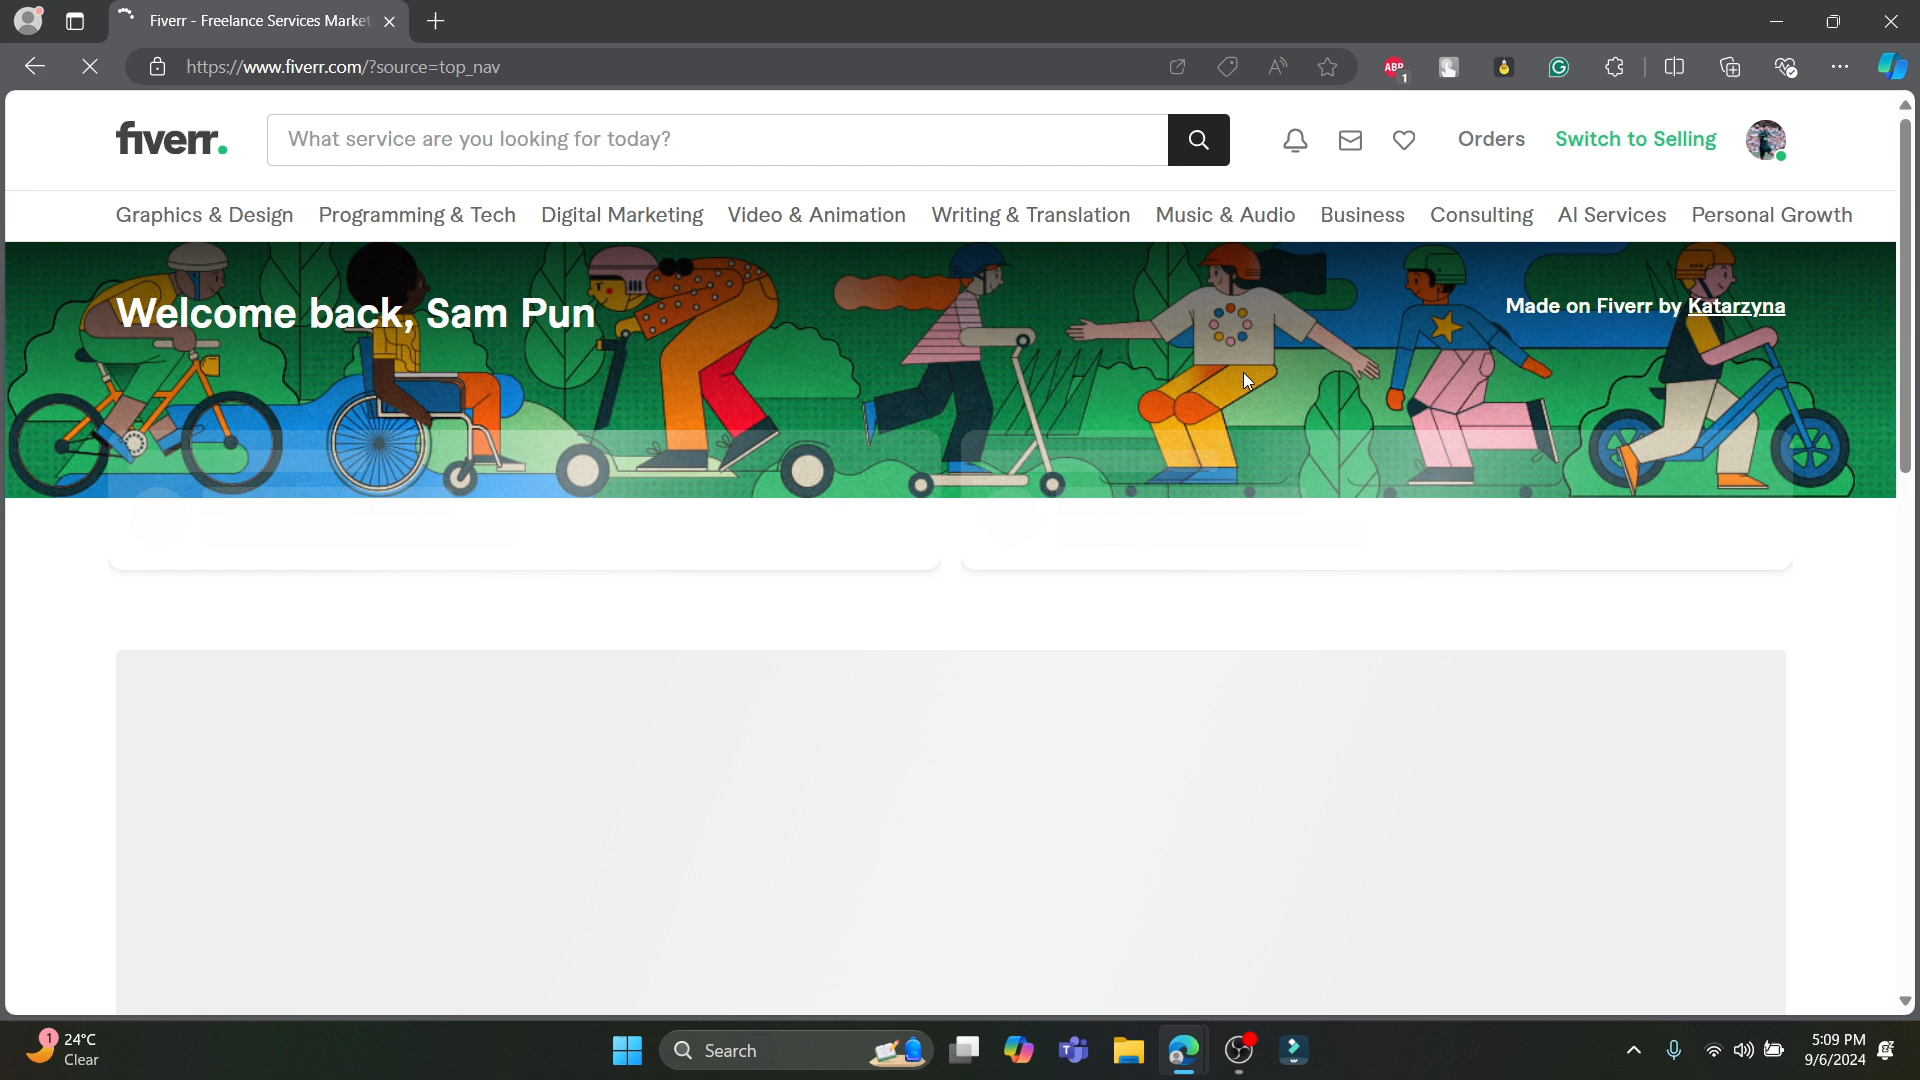 Fiverr - Freelance Services Market
https://www.fiverr.com/?source=top_nav
ABP
1
fiverr.
What service are you looking for today?
Orders
Switch to Selling
Graphics & Design
Programming & Tech
Digital Marketing
Video & Animation
Writing & Translation
Music & Audio
Business
Consulting
AI Services
Personal Growth
Welcome back, Sam Pun
Made on Fiverr by Katarzyna
1
24°C
Clear
Search
5:09 PM
9/6/2024